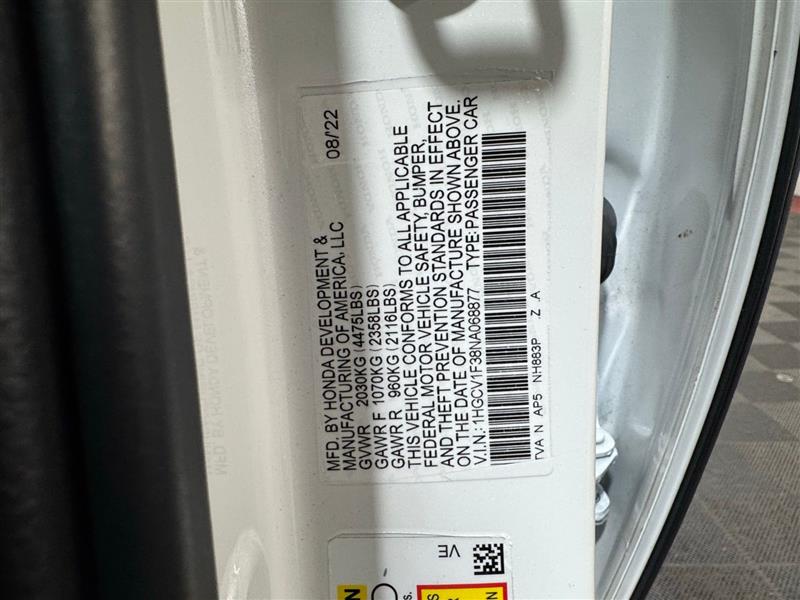 MFD. BY HONDA DEVELOPMENT &
MANUFACTURING OF AMERICA, LLC 08/'22
GVWR 2030KG (4475LBS)
GAWR F 1070KG (2358LBS)
GAWR R 960KG (2116LBS)
THIS VEHICLE CONFORMS TO ALL APPLICABLE
FEDERAL MOTOR VEHICLE SAFETY, BUMPER,
AND THEFT PREVENTION STANDARDS IN EFFECT
ON THE DATE OF MANUFACTURE SHOWN ABOVE.
V.I.N.: 1HGCV1F38NA068877 TYPE: PASSENGER CAR
TVA N AP5 NH883P Z A
VE